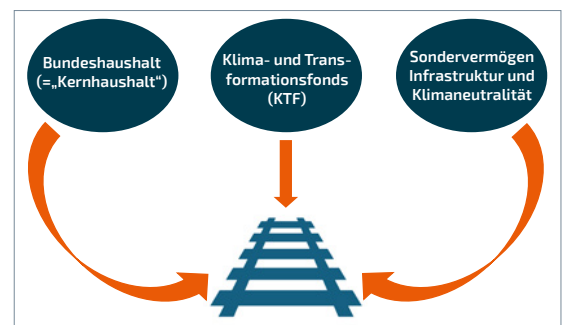 Bundeshaushalt
(=„Kernhaushalt“)
Klima- und Trans-
formationsfonds
(KTF)
Sondervermögen
Infrastruktur und
Klimaneutralität